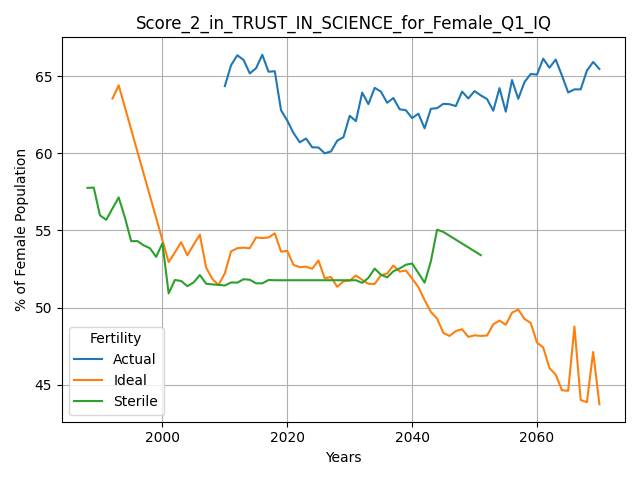 Score_2_in_TRUST_IN_SCIENCE_for_Female_Q1_IQ
% of Female Population
65
60
55
50
45
Fertility
Actual
Ideal
Sterile
2000 2020 2040 2060
Years